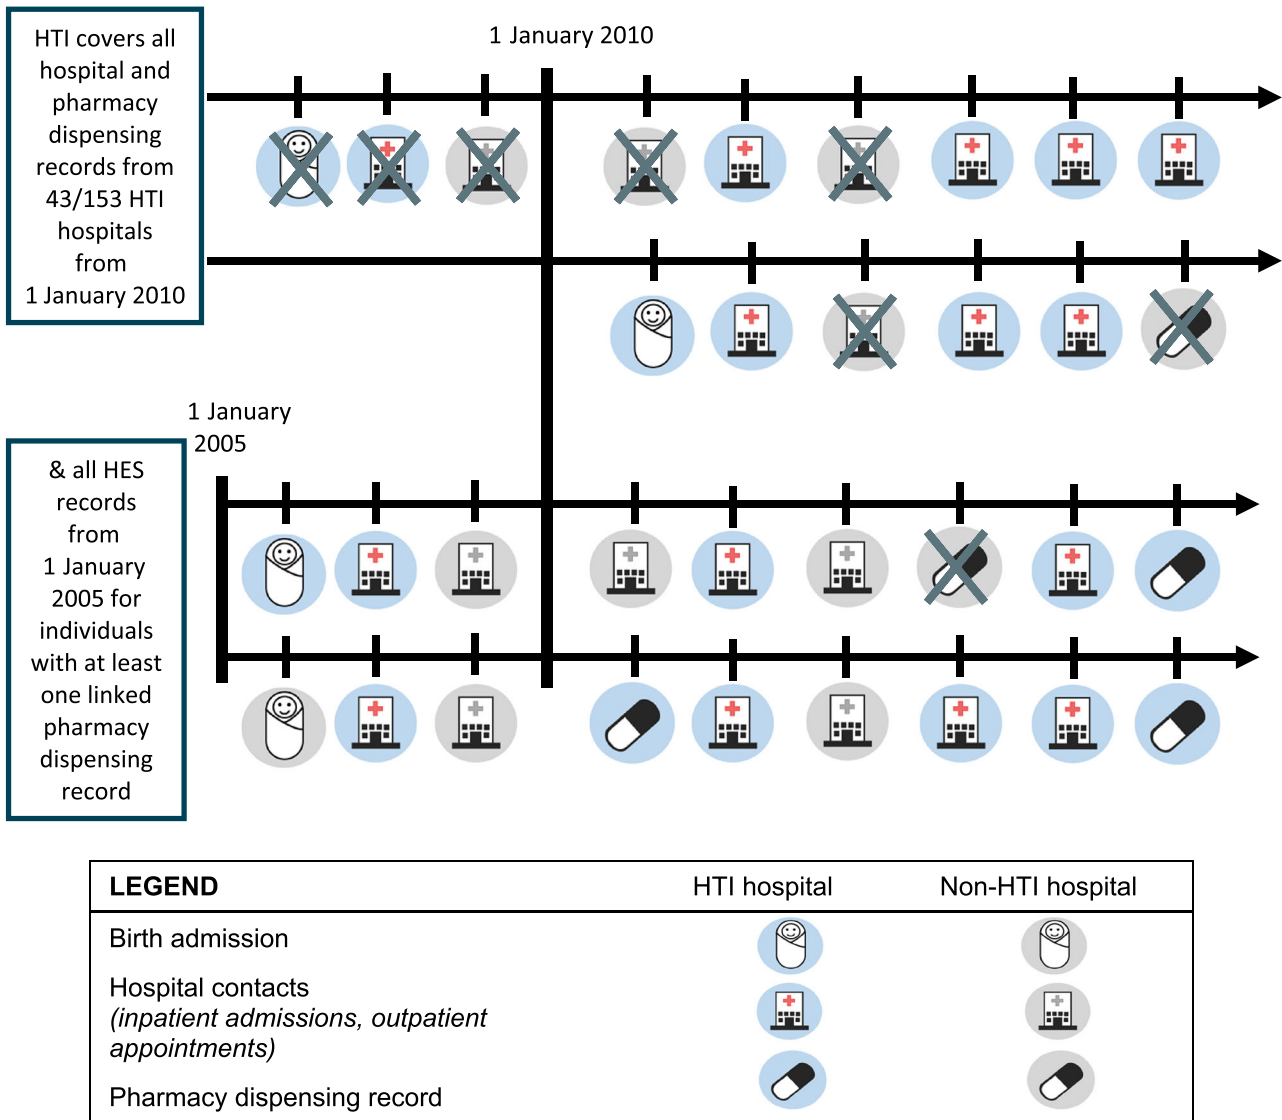 HTI covers all
hospital and
pharmacy
dispensing
records from
43/153 HTI
hospitals
from
1 January 2010
1 January 2010
1 January
2005
& all HES
records
from
1 January
2005 for
individuals
with at least
one linked
pharmacy
dispensing
record
LEGEND HTI hospital Non-HTI hospital
Birth admission
Hospital contacts
(inpatient admissions, outpatient
appointments)
Pharmacy dispensing record